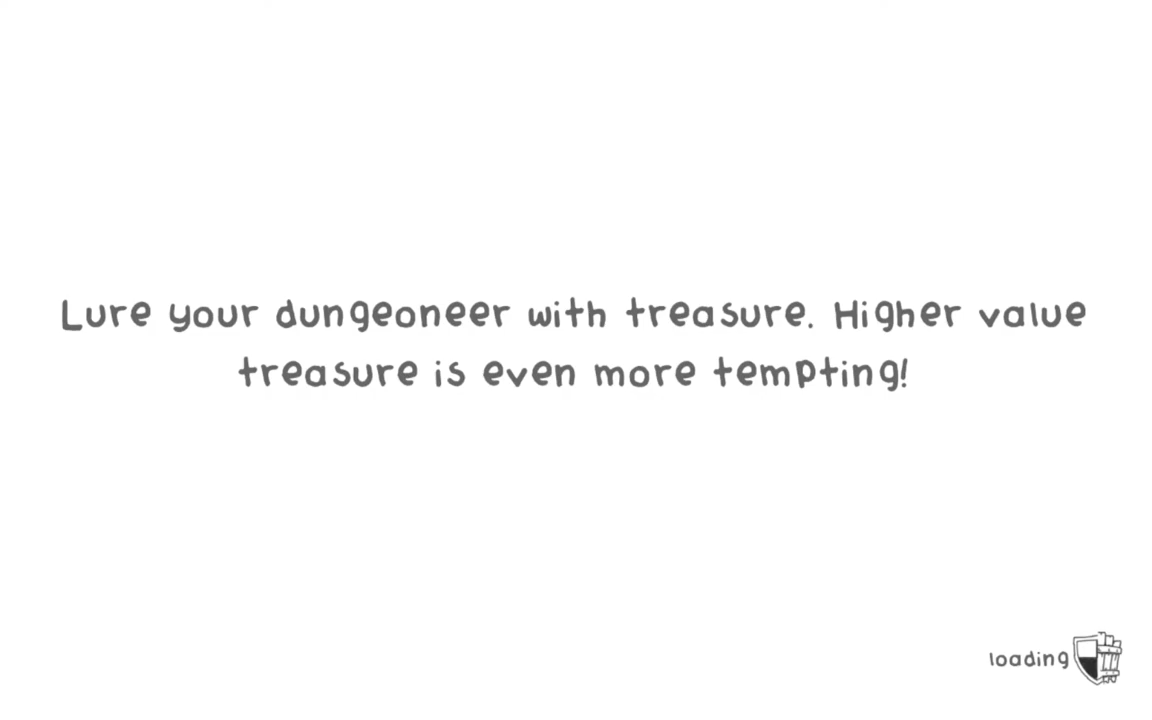 Lure your dungeoneer with treasure. Higher value
treasure is even more tempting!
loading